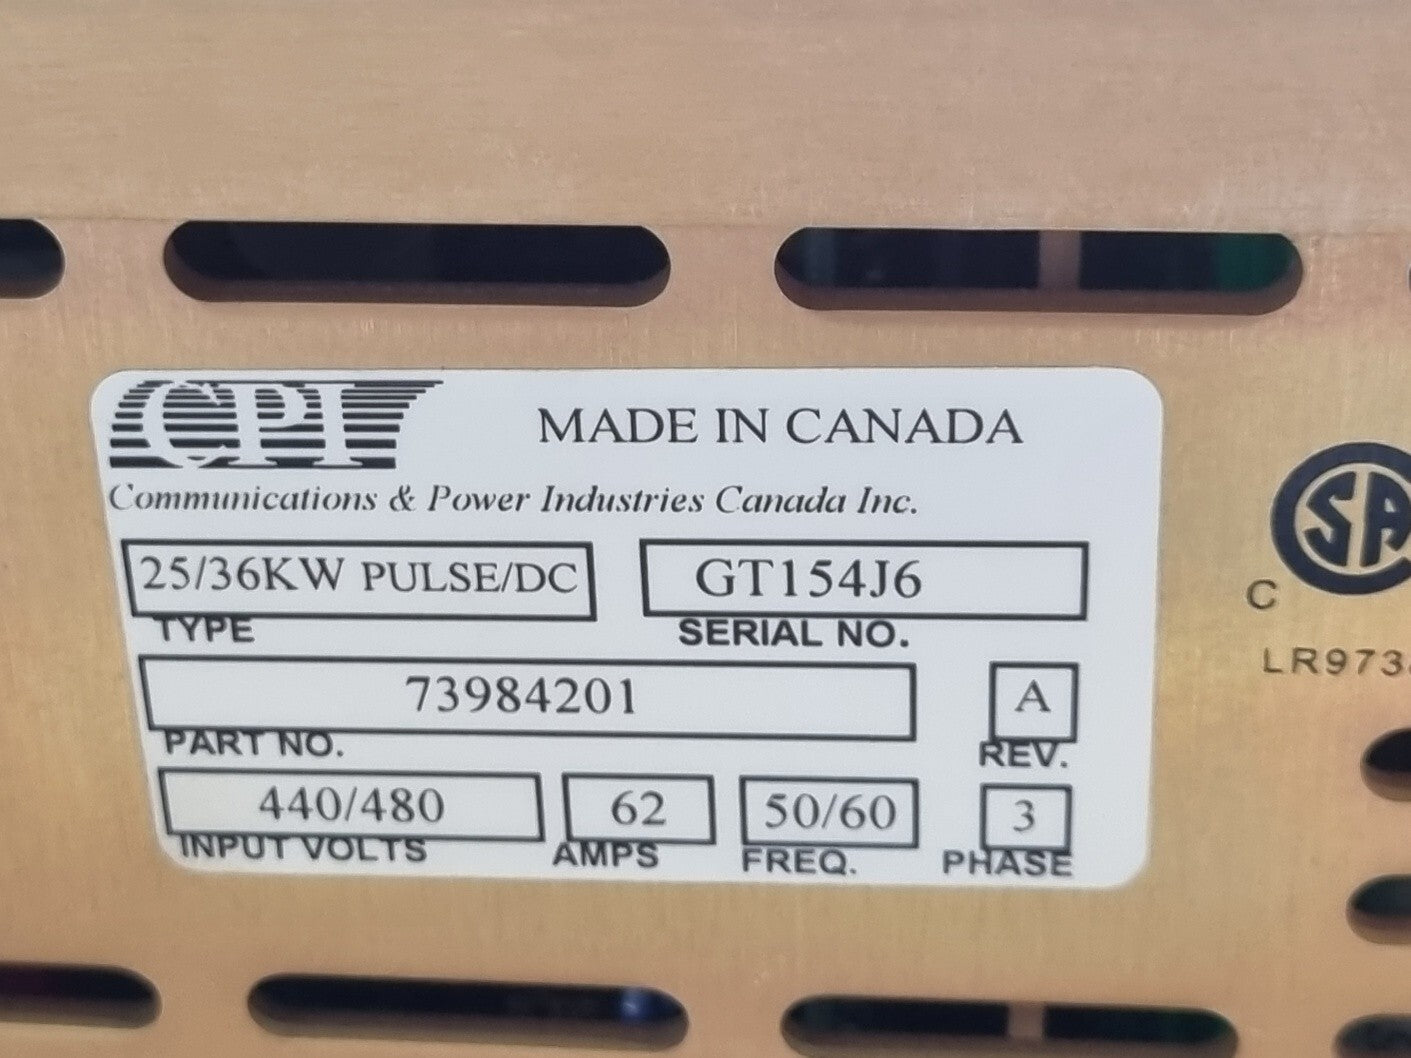 CPI
MADE IN CANADA
Communications & Power Industries Canada Inc.
25/36KW PULSE/DC
GT154J6
TYPE
SERIAL NO.
73984201
A
PART NO.
REV.
440/480
62
50/60
3
INPUT VOLTS
AMPS
FREQ.
PHASE
SA
C